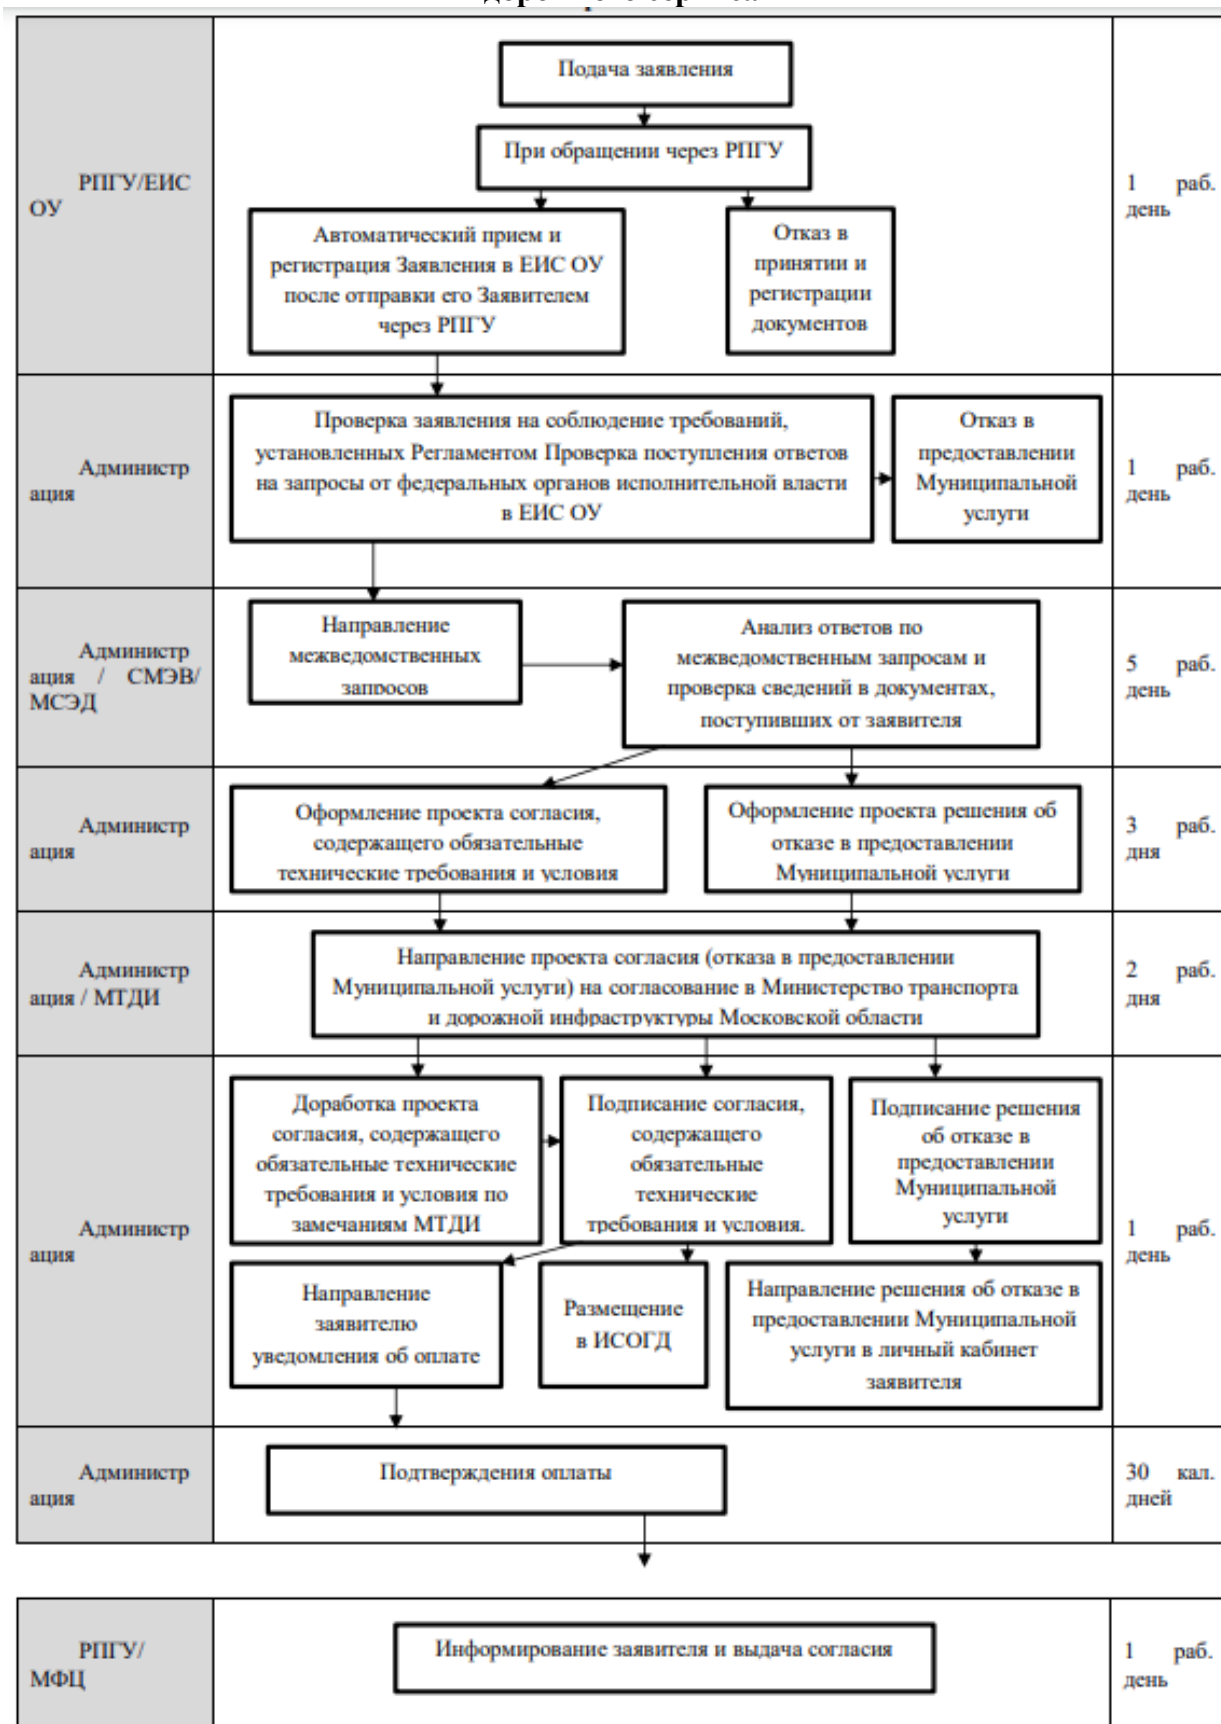 Подача заявления
При обращении через РПГУ
РПГУ/ЕИС
ОУ
Автоматический прием и
регистрация Заявления в ЕИС ОУ
после отправки его Заявителем
через РПГУ
Отказ в
принятии и
регистрации
документов
1 раб.
день
Администр
ация
Проверка заявления на соблюдение требований,
установленных Регламентом Проверка поступления ответов
на запросы от федеральных органов исполнительной власти
в ЕИС ОУ
Отказ в
предоставлении
Муниципальной
услуги
1 раб.
день
Администр
ация / СМЭВ/
МСЭД
Направление
межведомственных
запросов
Анализ ответов по
межведомственным запросам и
проверка сведений в документах,
поступивших от заявителя
5 раб.
день
Администр
ация
Оформление проекта согласия,
содержащего обязательные
технические требования и условия
Оформление проекта решения об
отказе в предоставлении
Муниципальной услуги
3 раб.
дня
Администр
ация / МТДИ
Направление проекта согласия (отказа в предоставлении
Муниципальной услуги) на согласование в Министерство транспорта
и дорожной инфраструктуры Московской области
2 раб.
дня
Администр
ация
Доработка проекта
согласия, содержащего
обязательные технические
требования и условия по
замечаниям МТДИ
Подписание согласия,
содержащего
обязательные
технические
требования и условия.
Подписание решения
об отказе в
предоставлении
Муниципальной
услуги
Направление
заявителю
уведомления об оплате
Размещение
в ИСОГД
Направление решения об отказе в
предоставлении Муниципальной
услуги в личный кабинет
заявителя
1 раб.
день
Администр
ация
Подтверждения оплаты
30 кал.
дней
РПГУ/
МФЦ
Информирование заявителя и выдача согласия
1 раб.
день